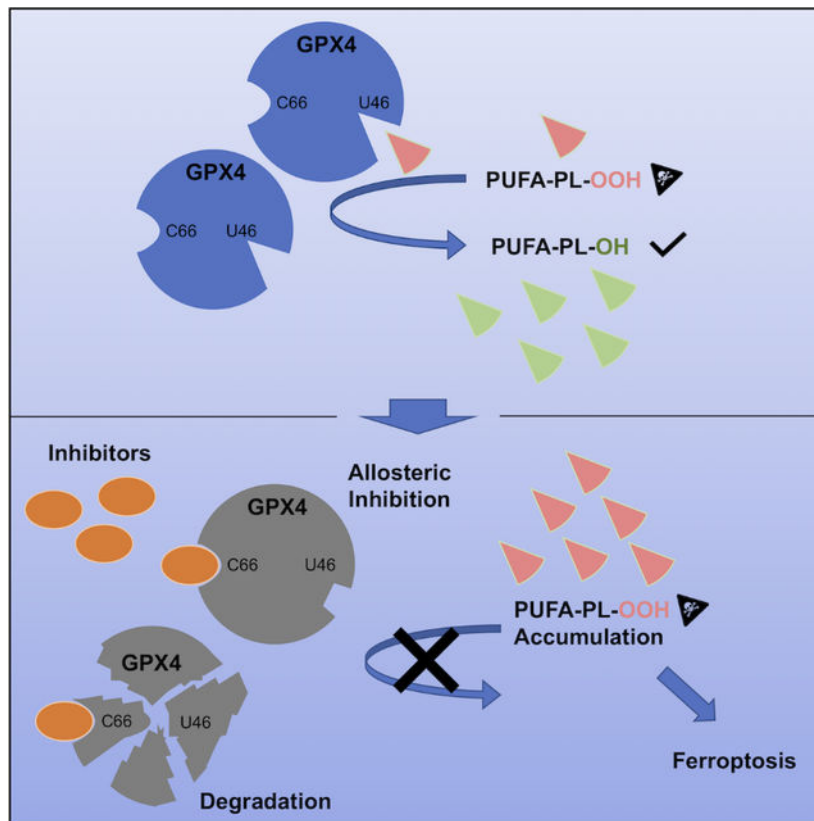 GPX4
C66 U46
GPX4
C66 U46
PUFA-PL-OOH
PUFA-PL-OH
Inhibitors
Allosteric
Inhibition
GPX4
C66 U46
PUFA-PL-OOH
Accumulation
GPX4
C66 U46
Degradation
Ferroptosis